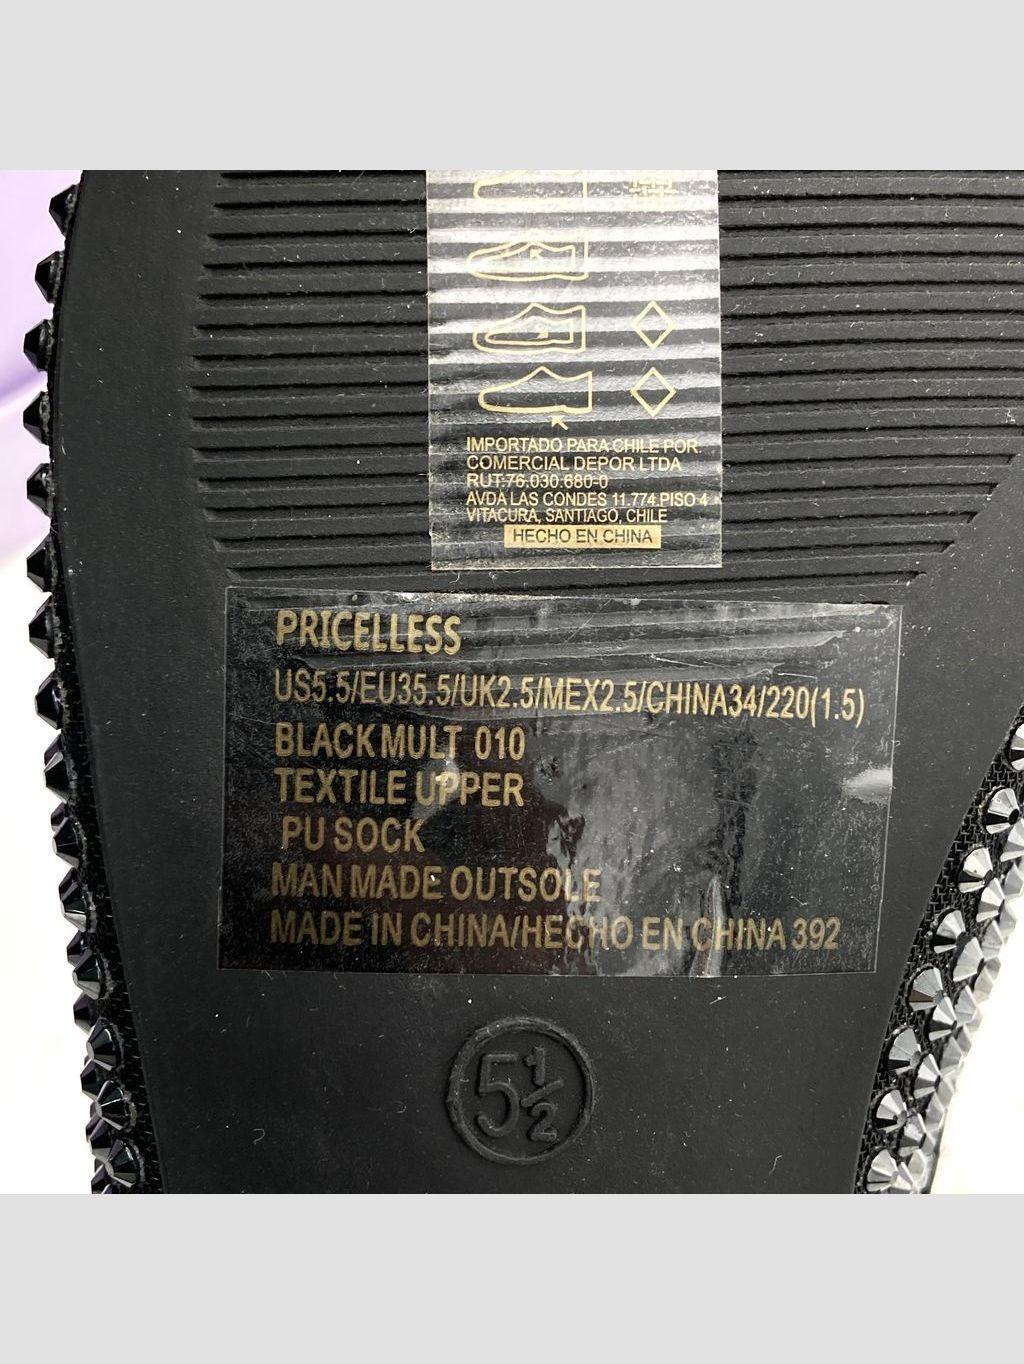 IMPORTADO PARA CHILE POR:
COMERCIAL DEPOR LTDA
RUT:76.030.680-0
AVDA LAS CONDES 11.774 PISO 4
VITACURA, SANTIAGO, CHILE
HECHO EN CHINA
PRICELLESS
US5.5/EU35.5/UK2.5/MEX2.5/CHINA34/220(1.5)
BLACK MULT 010
TEXTILE UPPER
PU SOCK
MAN MADE OUTSOLE
MADE IN CHINA/HECHO EN CHINA 392
5 1/2